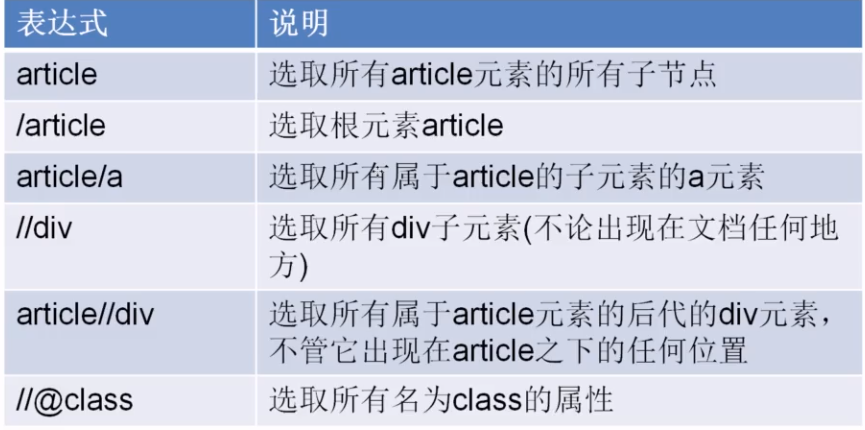 表达式 说明
article 选取所有article元素的所有子节点
/article 选取根元素article
article/a 选取所有属于article的子元素的a元素
//div 选取所有div子元素(不论出现在文档任何地
方)
article//div 选取所有属于article元素的后代的div元素，
不管它出现在article之下的任何位置
//@class 选取所有名为class的属性